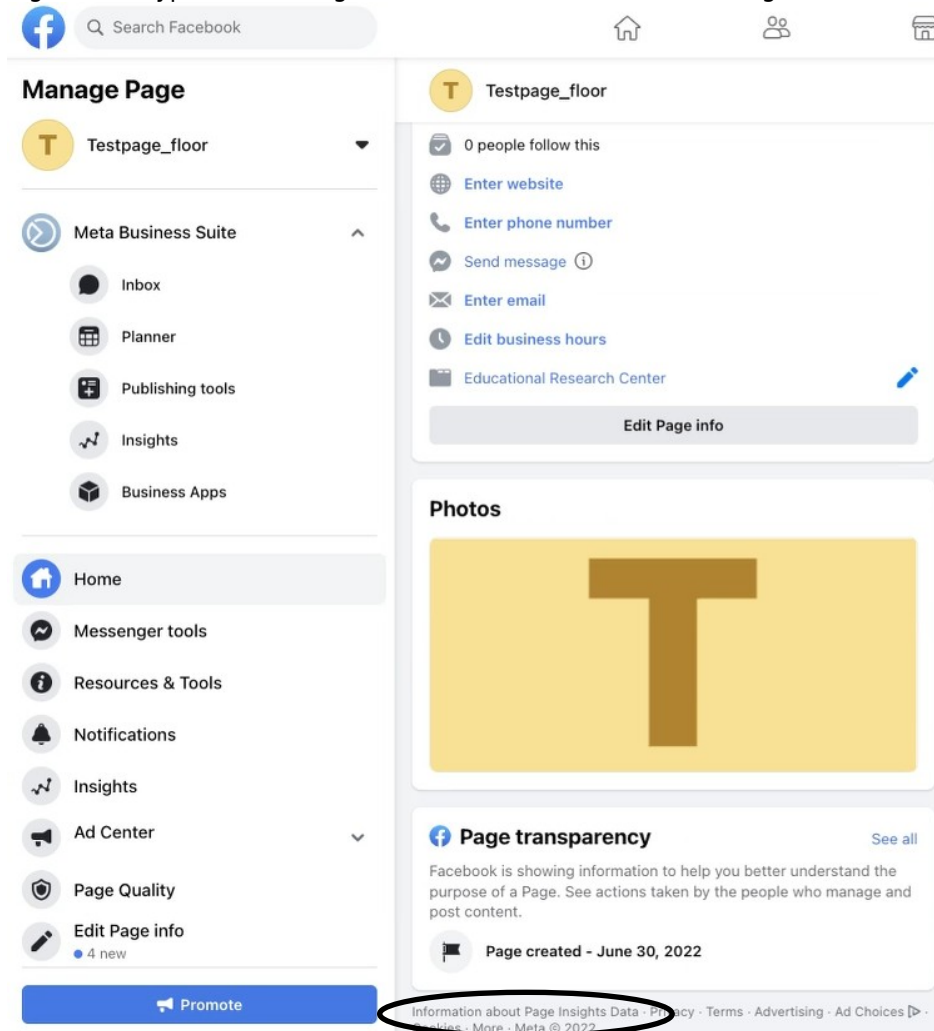 Search Facebook
Manage Page
T Testpage_floor
Meta Business Suite
Inbox
Planner
Publishing tools
Insights
Business Apps
Home
Messenger tools
Resources & Tools
Notifications
Insights
Ad Center
Page Quality
Edit Page info
4 new
Promote
T Testpage_floor
0 people follow this
Enter website
Enter phone number
Send message
Enter email
Edit business hours
Educational Research Center
Edit Page info
Photos
T
Page transparency See all
Facebook is showing information to help you better understand the
purpose of a Page. See actions taken by the people who manage and
post content.
Page created - June 30, 2022
Information about Page Insights Data · Privacy · Terms · Advertising · Ad Choices ·
Cookies · More · Meta © 2022